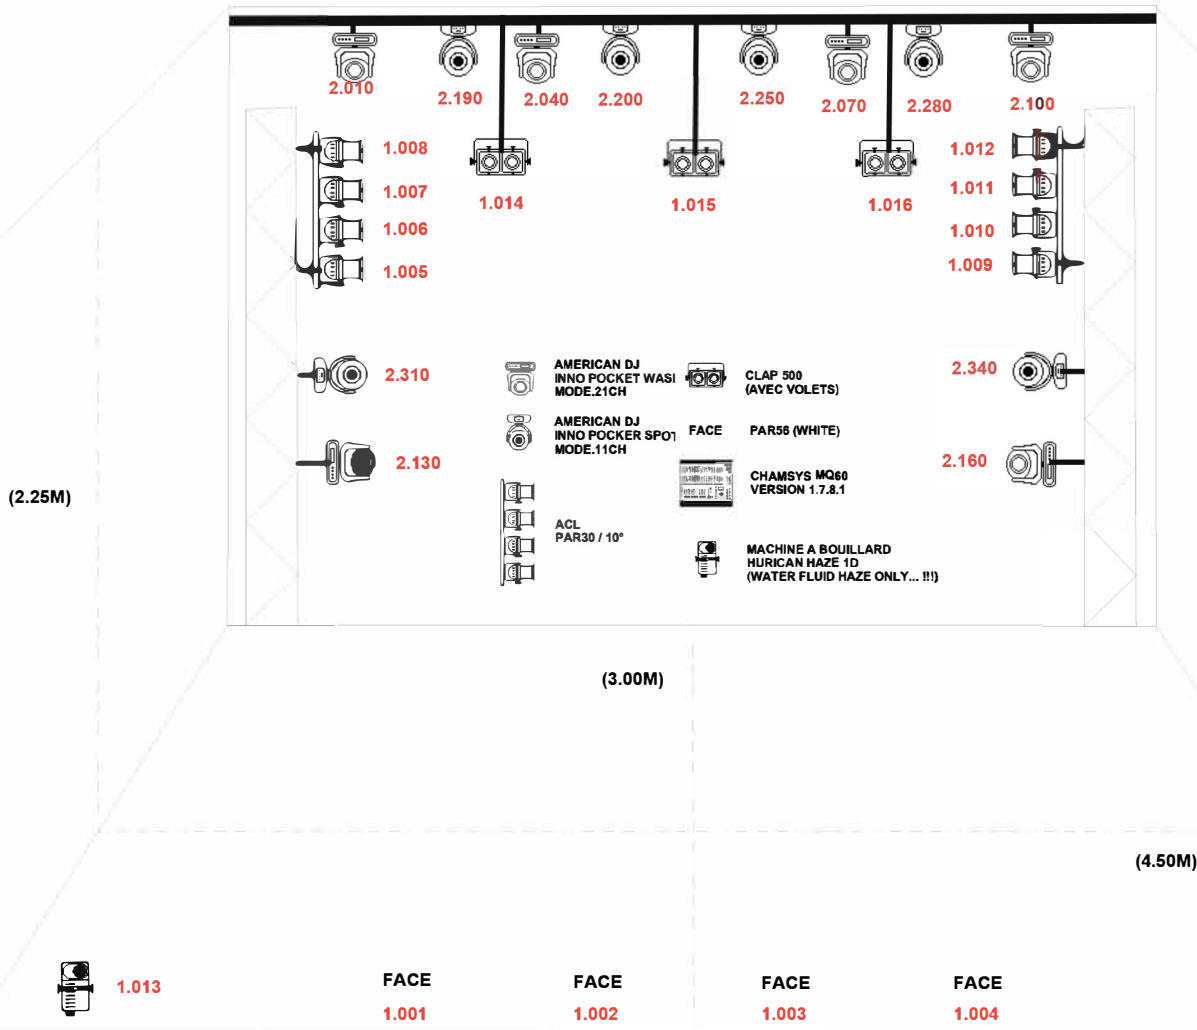 2.010
2.190
2.040
2.200
2.250
2.070
2.280
2.100
1.008
1.012
1.007
1.014
1.015
1.016
1.011
1.006
1.010
1.005
1.009
2.310
AMERICAN DJ
INNO POCKET WASH
MODE.21CH
CLAP 500
(AVEC VOLETS)
2.340
AMERICAN DJ
INNO POCKER SPOT
MODE.11CH
FACE
PAR56 (WHITE)
2.130
2.160
CHAMSYS MQ60
VERSION 1.7.8.1
(2.25M)
ACL
PAR30 / 10°
MACHINE A BOUILLARD
HURICAN HAZE 1D
(WATER FLUID HAZE ONLY... !!!)
(3.00M)
(4.50M)
1.013
FACE
FACE
FACE
FACE
1.001
1.002
1.003
1.004